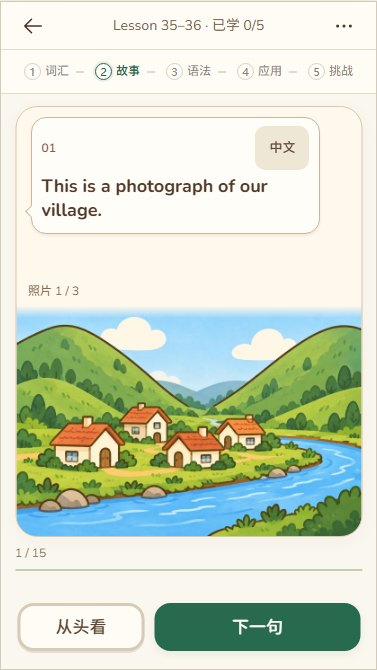 Lesson 35–36 · 已学 0/5
1 词汇 – 2 故事 – 3 语法 – 4 应用 – 5 挑战
01
中文
This is a photograph of our
village.
照片 1 / 3
1 / 15
从头看
下一句